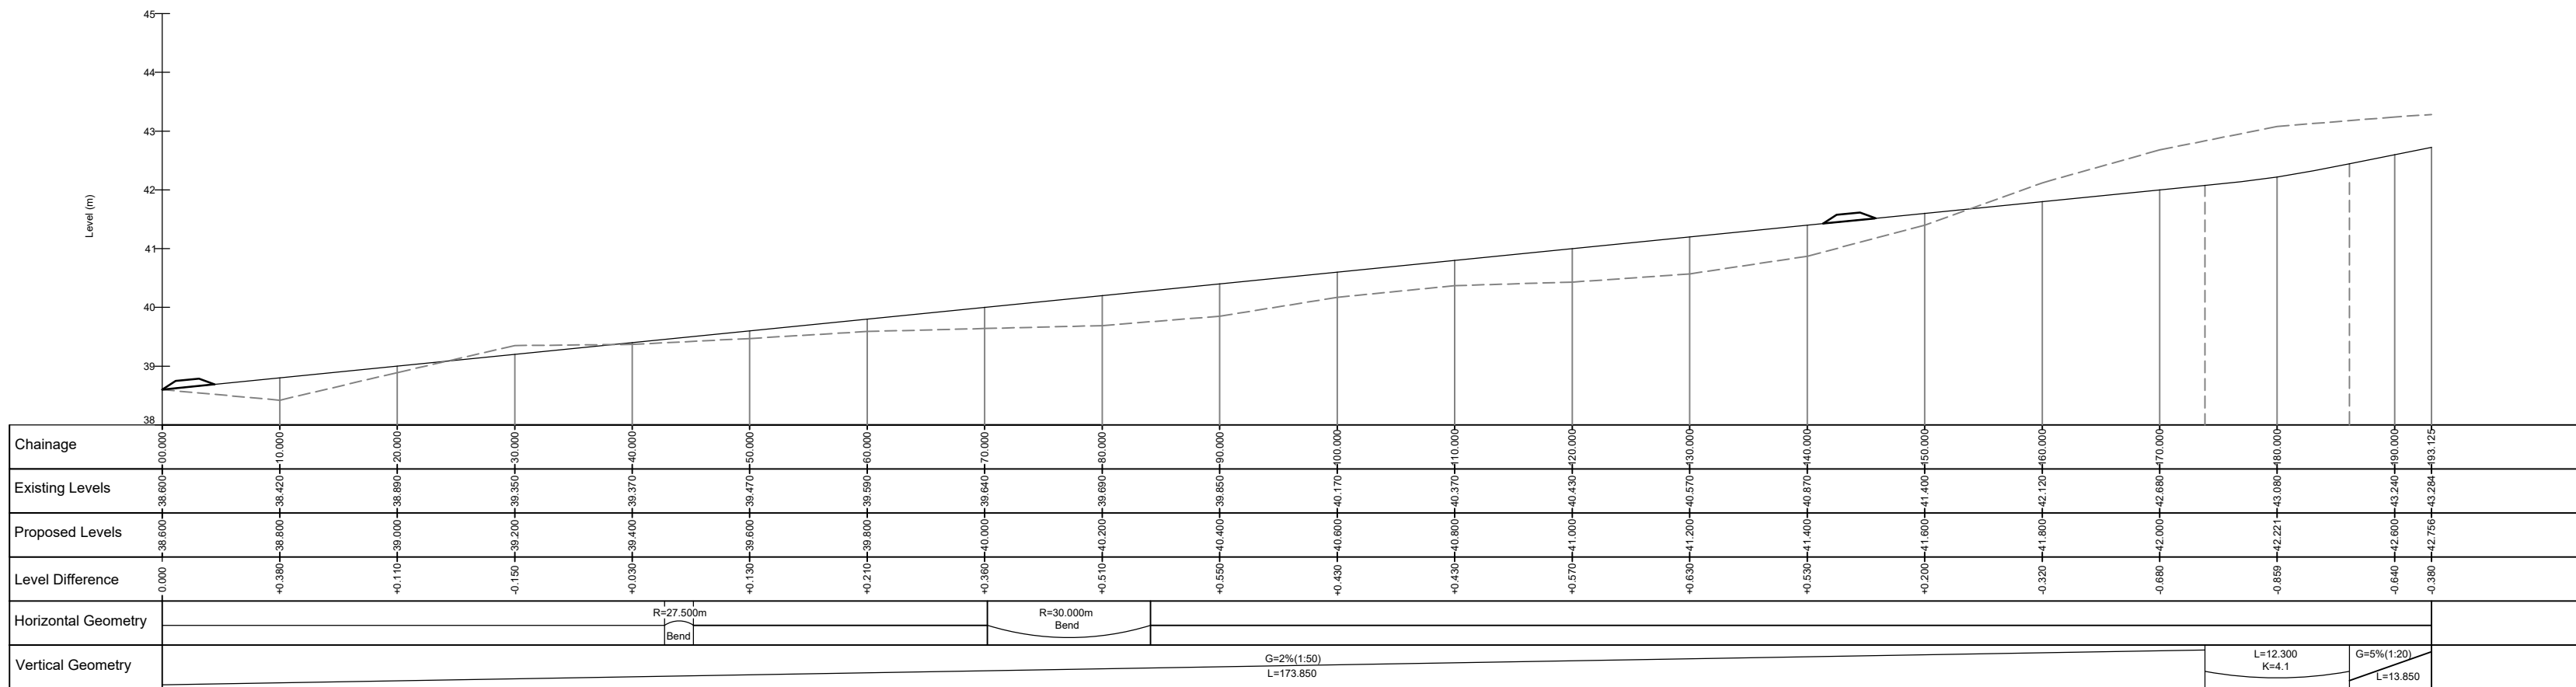 45
44
43
42
41
40
39
38
Level (m)
Chainage 00.000 10.000 20.000 30.000 40.000 50.000 60.000 70.000 80.000 90.000 100.000 110.000 120.000 130.000 140.000 150.000 160.000 170.000 180.000 190.000 193.125
Existing Levels 38.600 38.420 38.890 39.350 39.370 39.470 39.590 39.640 39.690 39.850 40.170 40.370 40.430 40.570 40.870 41.400 42.120 42.680 43.080 43.240 43.284
Proposed Levels 38.600 38.800 39.000 39.200 39.400 39.600 39.800 40.000 40.200 40.400 40.600 40.800 41.000 41.200 41.400 41.600 41.800 42.000 42.221 42.600 42.756
Level Difference 0.000 +0.380 +0.110 -0.150 +0.030 +0.130 +0.210 +0.360 +0.510 +0.550 +0.430 +0.430 +0.570 +0.630 +0.530 +0.200 -0.320 -0.680 -0.859 -0.640 -0.380
Horizontal Geometry
R=27.500m
Bend
R=30.000m
Bend
Vertical Geometry
G=2%(1:50)
L=173.850
L=12.300
K=4.1
G=5%(1:20)
L=13.850